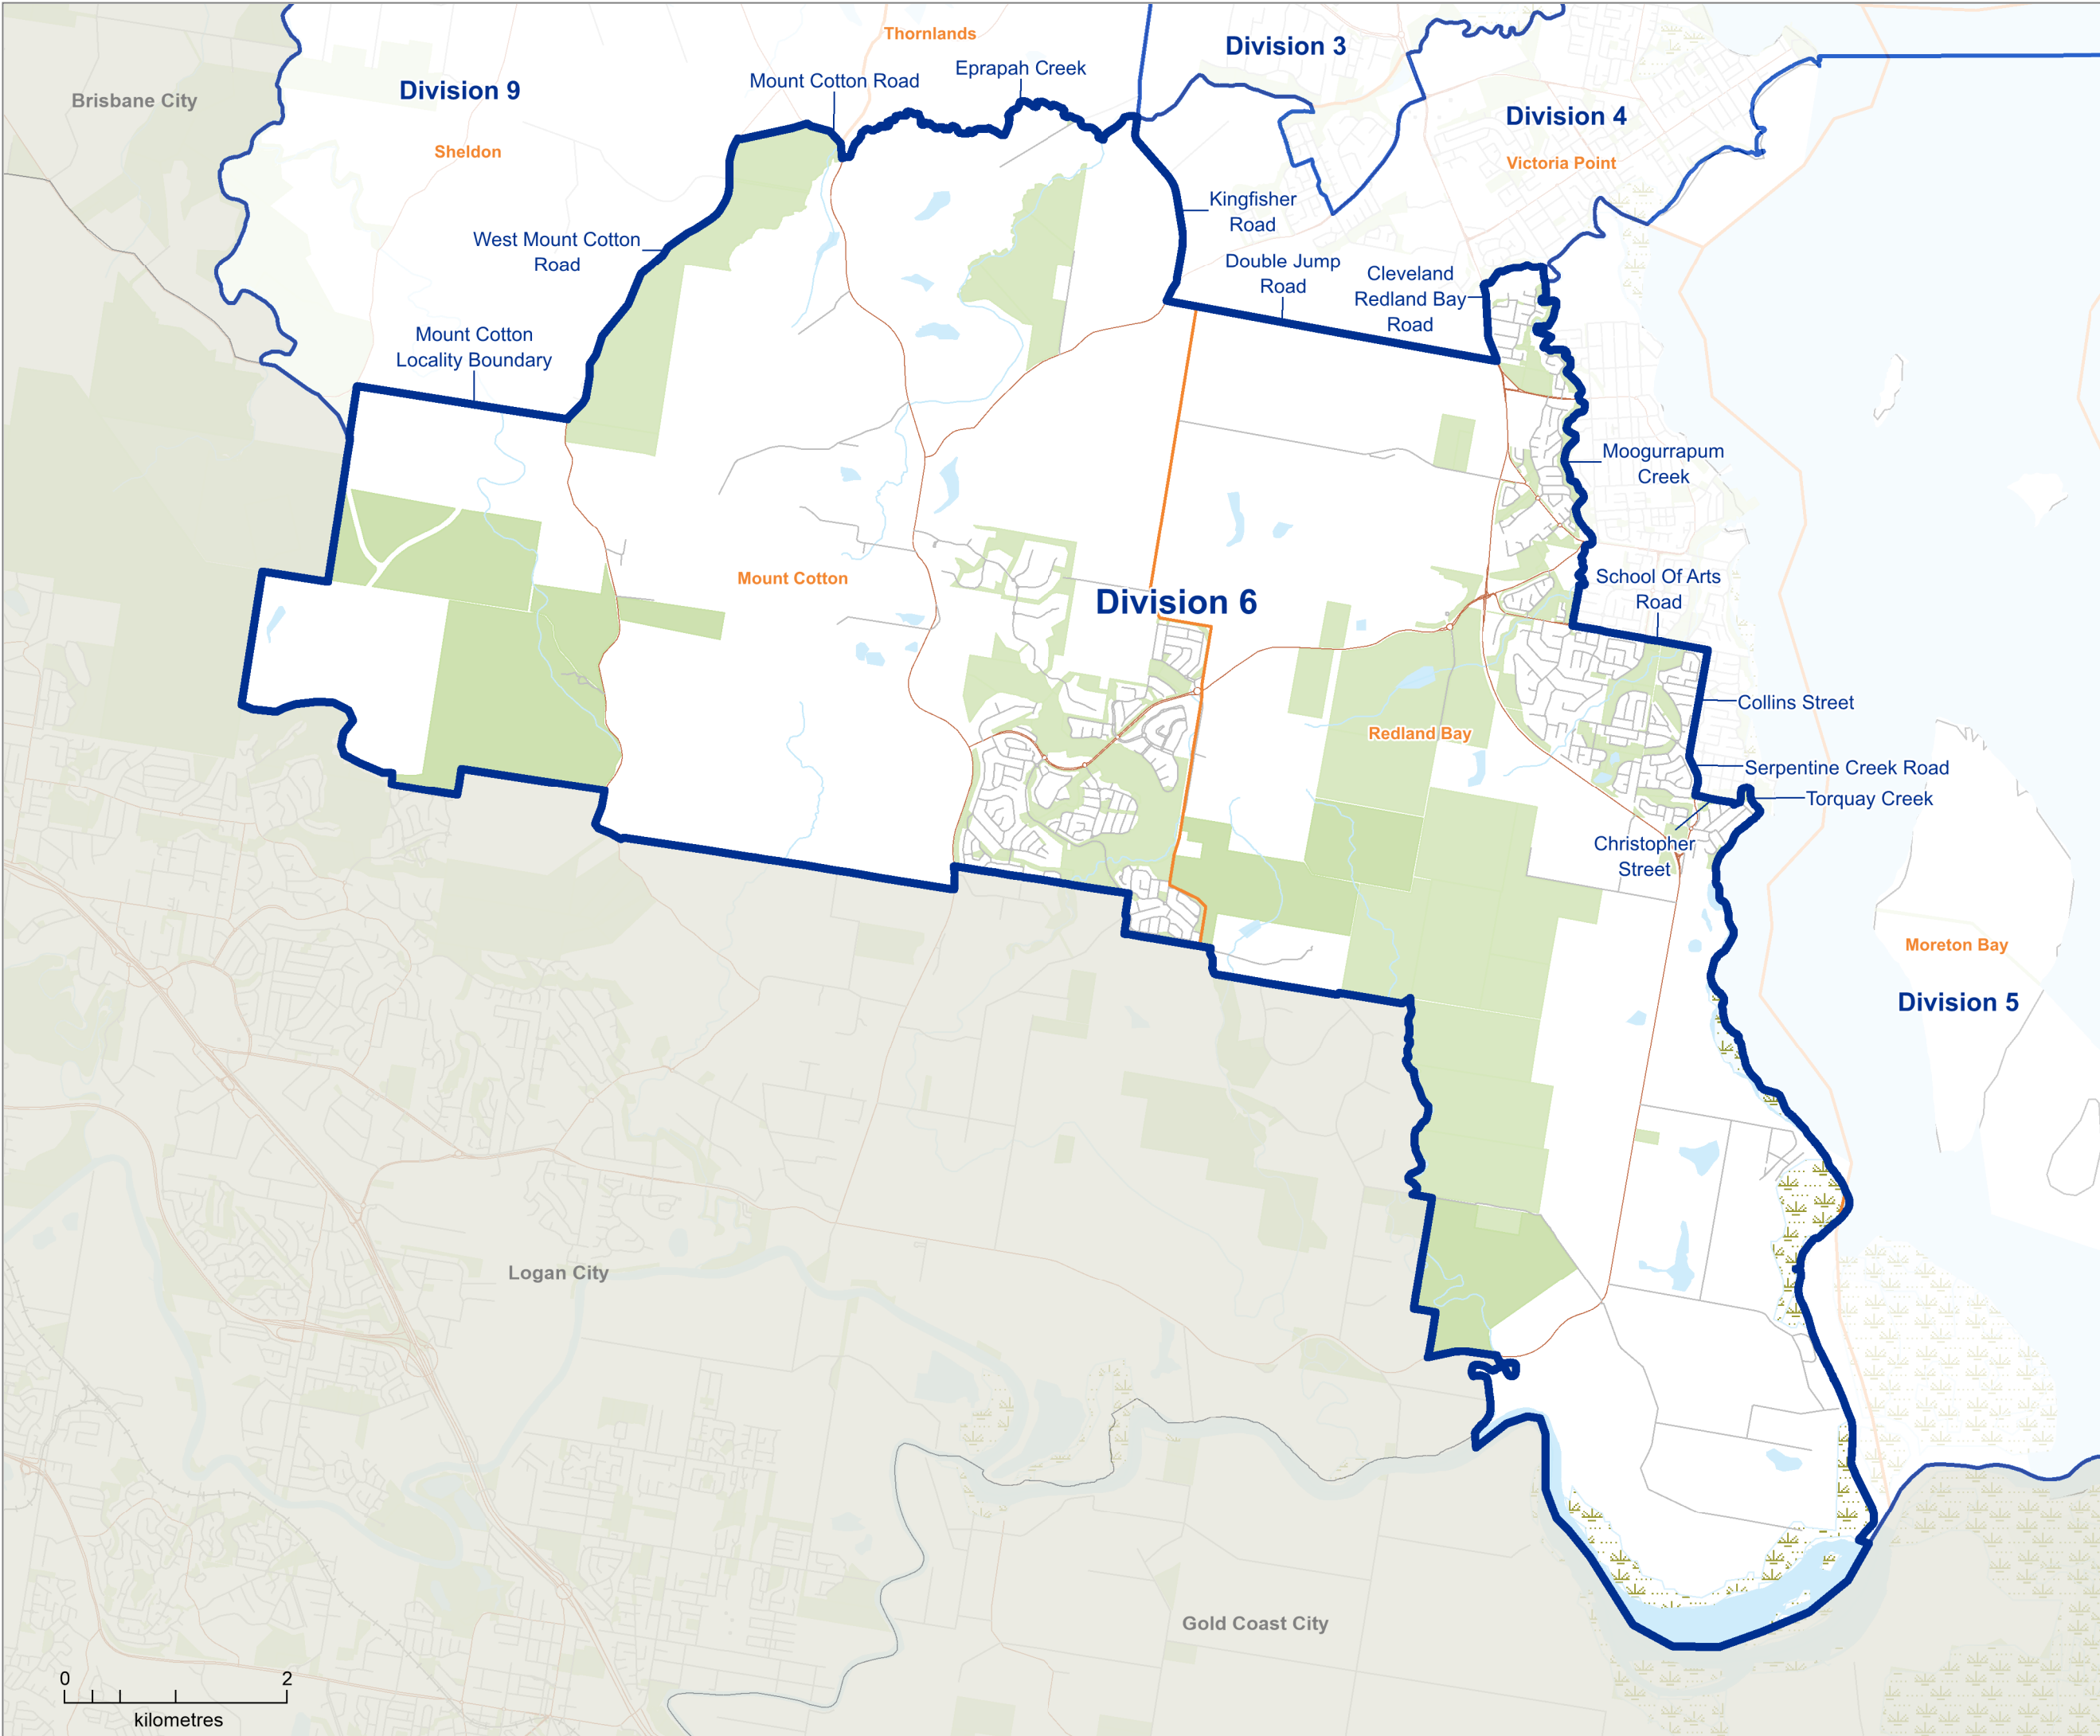 Thornlands
Division 3
Eprapah Creek
Mount Cotton Road
Division 9
Brisbane City
Division 4
Sheldon
Victoria Point
Kingfisher
Road
West Mount Cotton
Road
Double Jump
Road
Cleveland
Redland Bay
Road
Mount Cotton
Locality Boundary
Moogurrapum
Creek
Mount Cotton
School Of Arts
Road
Division 6
Collins Street
Redland Bay
Serpentine Creek Road
Torquay Creek
Christopher
Street
Moreton Bay
Division 5
Logan City
Gold Coast City
0 2
kilometres